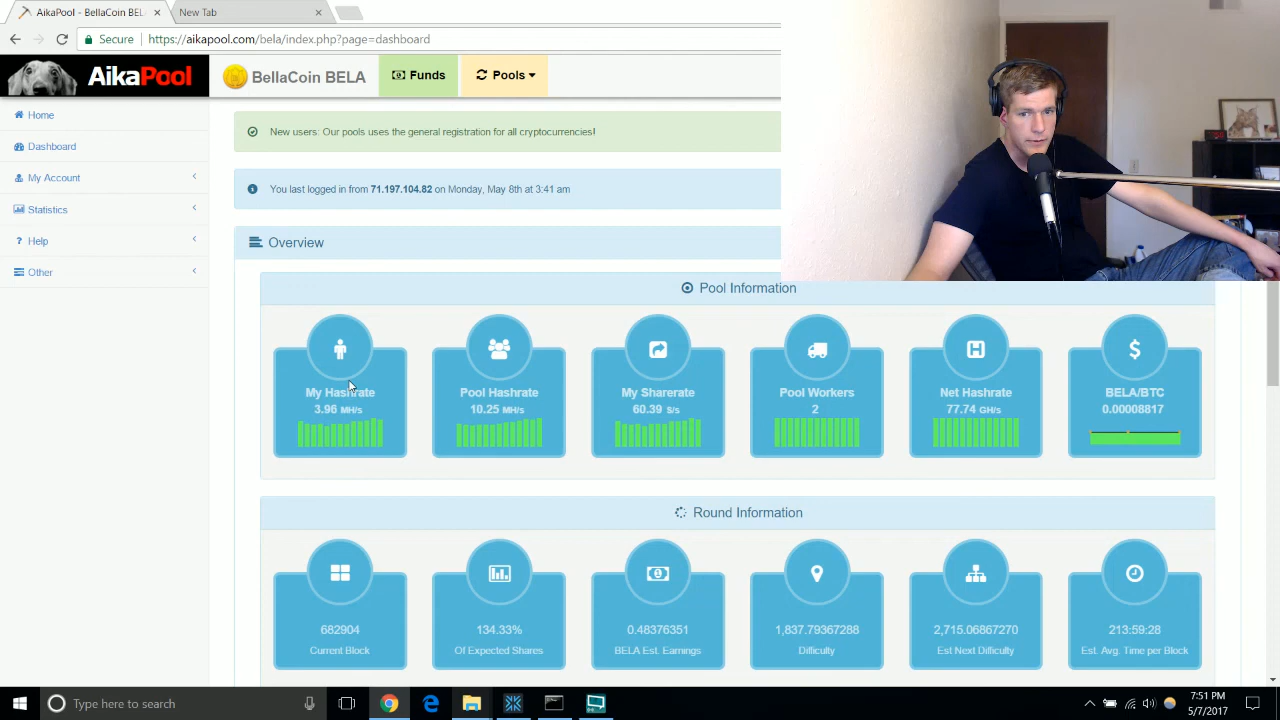 AikaPool - BellaCoin BEL
New Tab
Secure
https://aikapool.com/bela/index.php?page=dashboard
AikaPool
BellaCoin BELA
Funds
Pools
Home
Dashboard
My Account
Statistics
Help
Other
New users: Our pools uses the general registration for all cryptocurrencies!
You last logged in from 71.197.104.82 on Monday, May 8th at 3:41 am
Overview
Pool Information
My Hashrate
3.96 MH/s
Pool Hashrate
10.25 MH/s
My Sharerate
60.39 S/s
Pool Workers
2
Net Hashrate
77.74 GH/s
BELA/BTC
0.00008817
Round Information
682904
Current Block
134.33%
Of Expected Shares
0.48376351
BELA Est. Earnings
1,837.79367288
Difficulty
2,715.06867270
Est Next Difficulty
213:59:28
Est. Avg. Time per Block
Type here to search
7:51 PM
5/7/2017